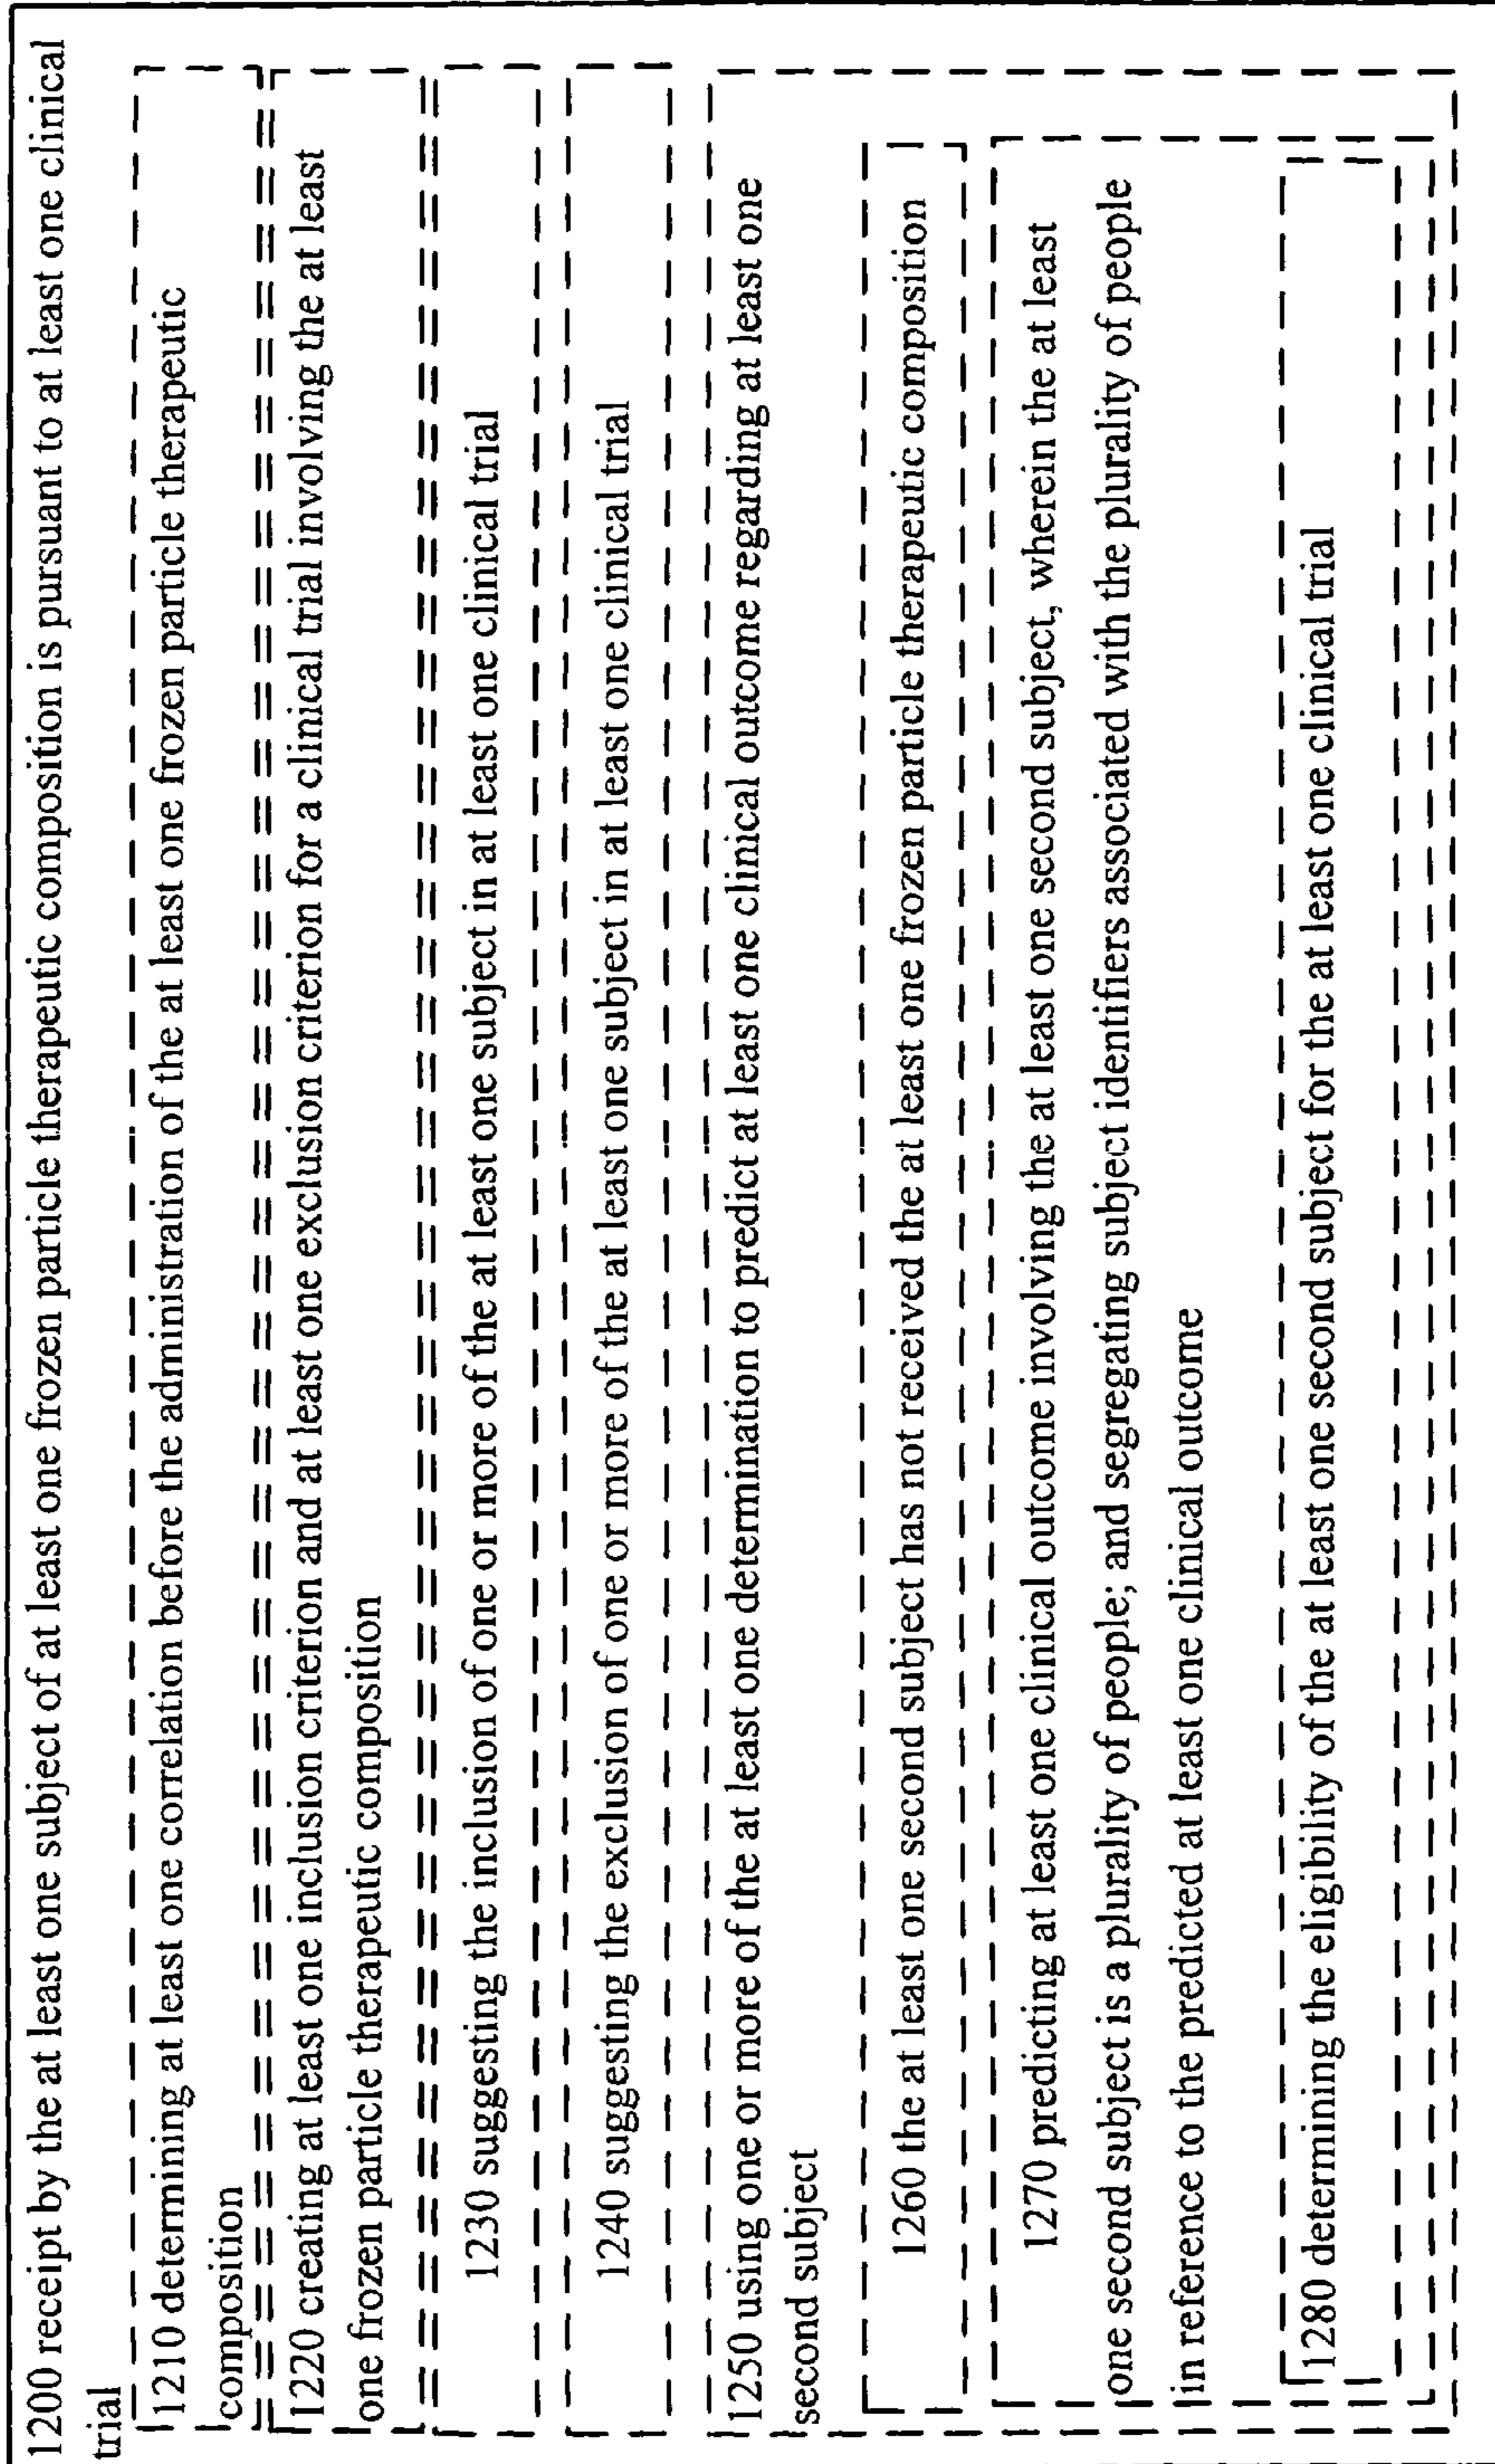 1200 receipt by the at least one subject of at least one frozen particle therapeutic composition is pursuant to at least one clinical
trial
1210 determining at least one correlation before the administration of the at least one frozen particle therapeutic
composition
1220 creating at least one inclusion criterion and at least one exclusion criterion for a clinical trial involving the at least
one frozen particle therapeutic composition
1230 suggesting the inclusion of one or more of the at least one subject in at least one clinical trial
1240 suggesting the exclusion of one or more of the at least one subject in at least one clinical trial
1250 using one or more of the at least one determination to predict at least one clinical outcome regarding at least one
second subject
1260 the at least one second subject has not received the at least one frozen particle therapeutic composition
1270 predicting at least one clinical outcome involving the at least one second subject, wherein the at least
one second subject is a plurality of people; and segregating subject identifiers associated with the plurality of people
in reference to the predicted at least one clinical outcome
1280 determining the eligibility of the at least one second subject for the at least one clinical trial